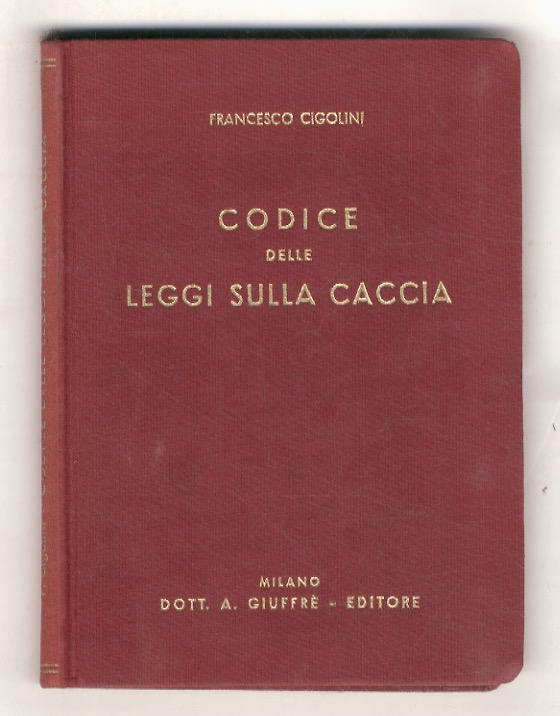 FRANCESCO CIGOLINI
CODICE
DELLE
LEGGI SULLA CACCIA
MILANO
DOTT. A. GIUFFRÈ - EDITORE